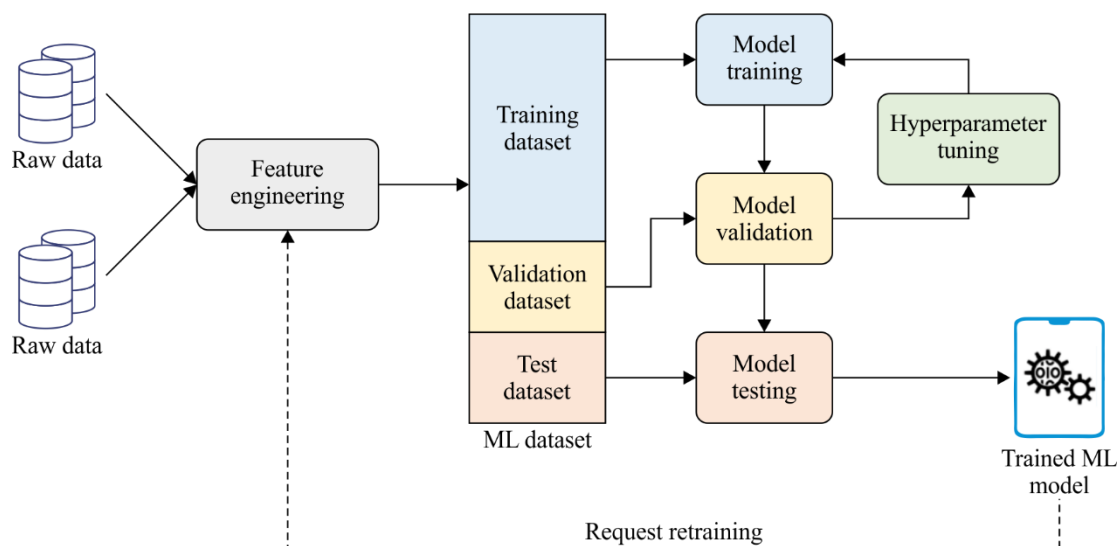 Raw data
Raw data
Feature
engineering
Training
dataset
Validation
dataset
Test
dataset
ML dataset
Model
training
Hyperparameter
tuning
Model
validation
Model
testing
010
Trained ML
model
Request retraining